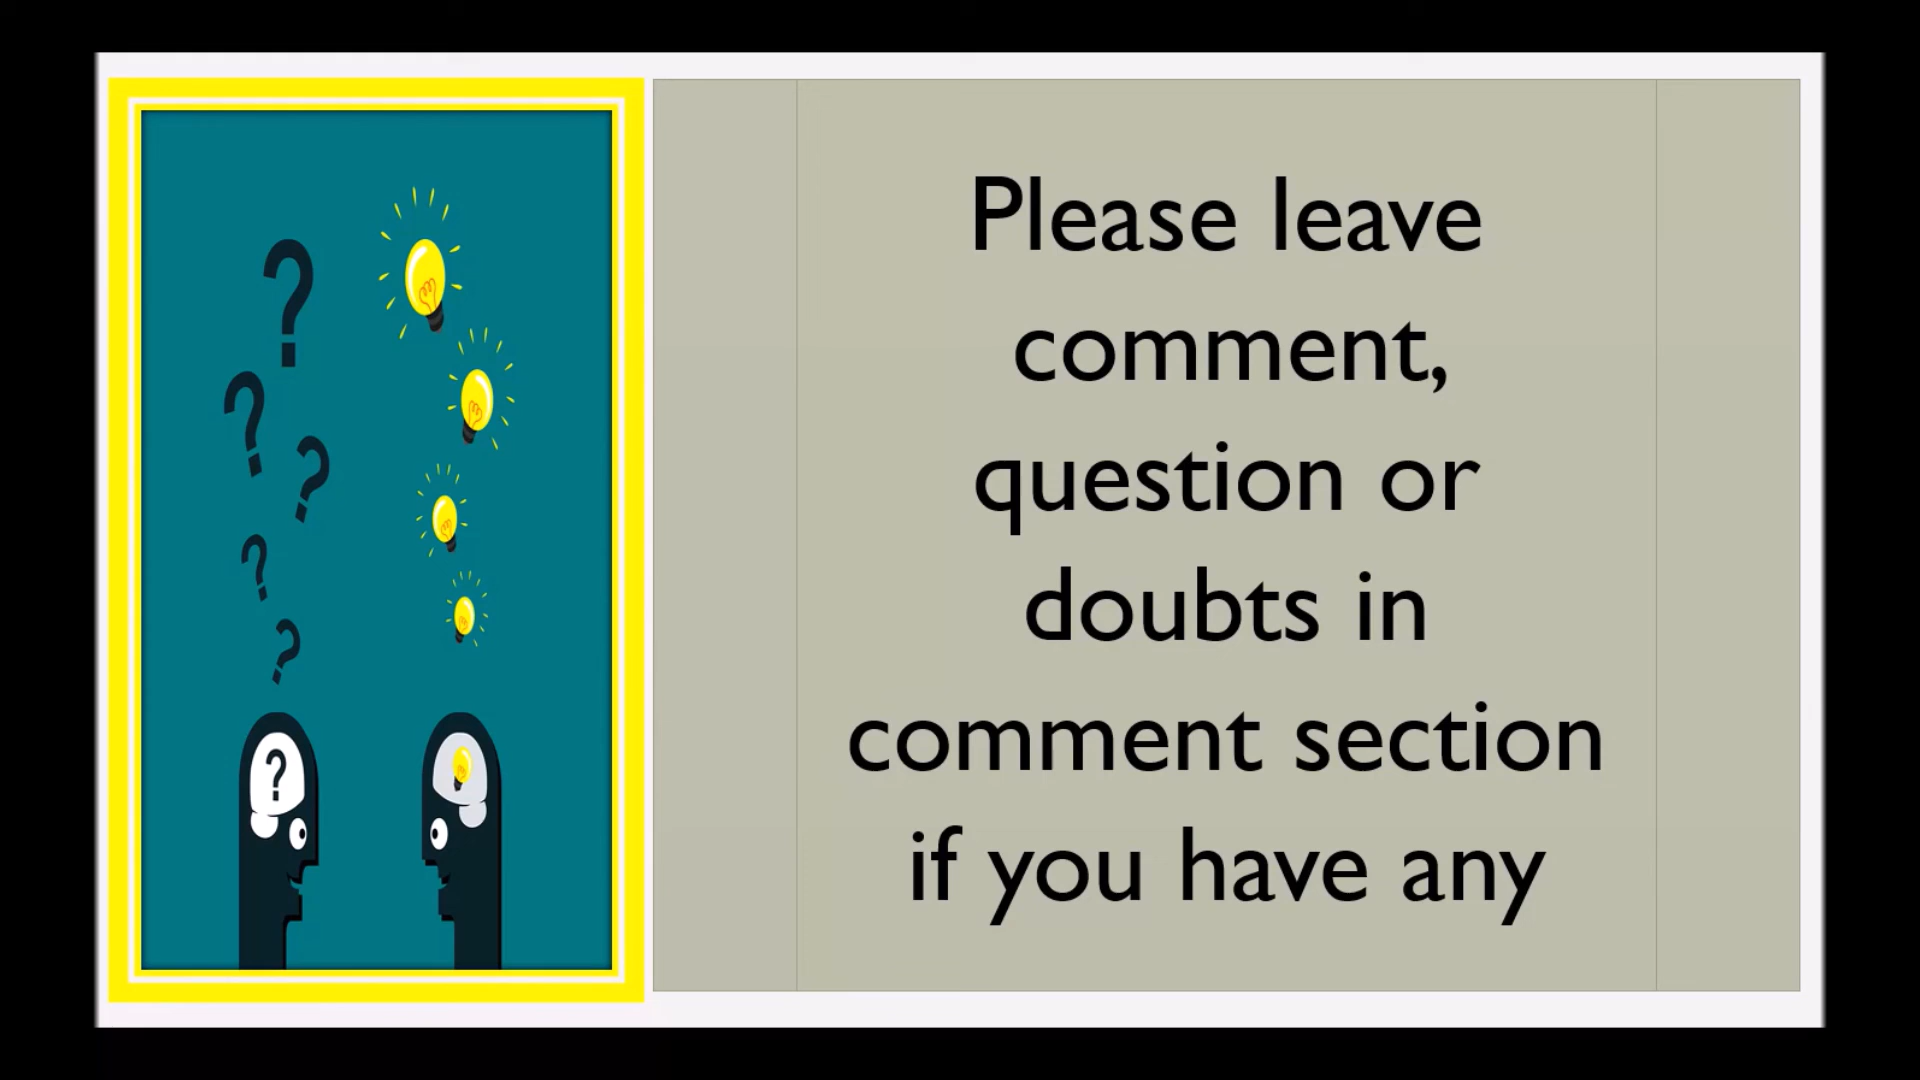 Please leave
comment,
question or
doubts in
comment section
if you have any